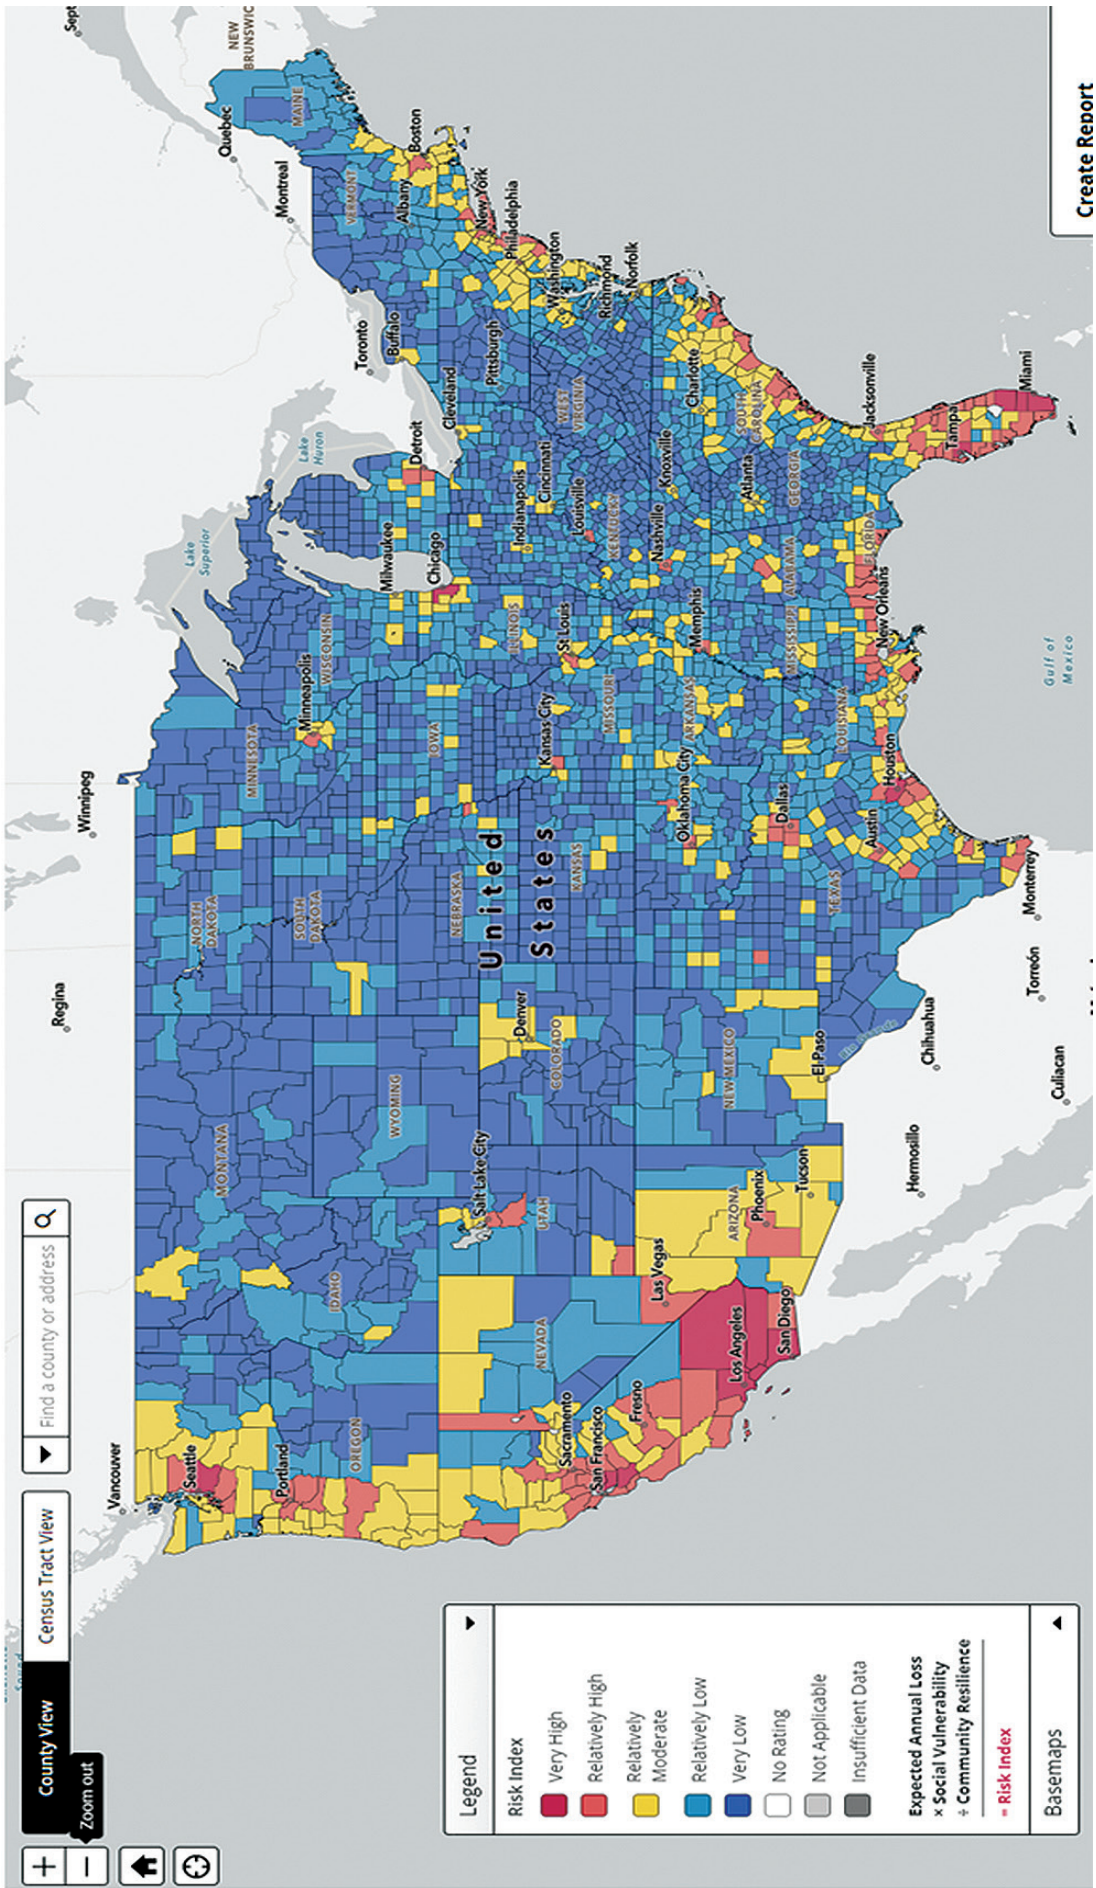 County View
Census Tract View
Find a county or address
Zoom out
Legend
Risk Index
Very High
Relatively High
Relatively
Moderate
Relatively Low
Very Low
No Rating
Not Applicable
Insufficient Data
Expected Annual Loss
× Social Vulnerability
÷ Community Resilience
= Risk Index
Basemaps
Create Report
Vancouver
Regina
Winnipeg
Sept
NEW
BRUNSWIC
Quebec
Montreal
Toronto
Lake
Superior
Lake
Huron
Seattle
Portland
OREGON
IDAHO
MONTANA
WYOMING
NORTH
DAKOTA
SOUTH
DAKOTA
MINNESOTA
Minneapolis
WISCONSIN
Milwaukee
Chicago
Detroit
Buffalo
Cleveland
Pittsburgh
VERMONT
MAINE
Albany
Boston
New York
Philadelphia
Washington
Richmond
Norfolk
WEST
VIRGINIA
NEVADA
Salt Lake City
UTAH
Denver
COLORADO
NEBRASKA
KANSAS
IOWA
Kansas City
MISSOURI
St Louis
ILLINOIS
Indianapolis
Cincinnati
Louisville
KENTUCKY
Knoxville
Nashville
Memphis
United
States
Sacramento
San Francisco
Fresno
Las Vegas
Los Angeles
San Diego
ARIZONA
Phoenix
Tucson
NEW MEXICO
El Paso
Oklahoma City
ARKANSAS
Dallas
TEXAS
Austin
Houston
LOUISIANA
New Orleans
MISSISSIPPI
ALABAMA
Atlanta
GEORGIA
Charlotte
SOUTH
CAROLINA
Jacksonville
FLORIDA
Tampa
Miami
Rio Grande
Gulf of
Mexico
Hermosillo
Chihuahua
Culiacan
Torreón
Monterrey